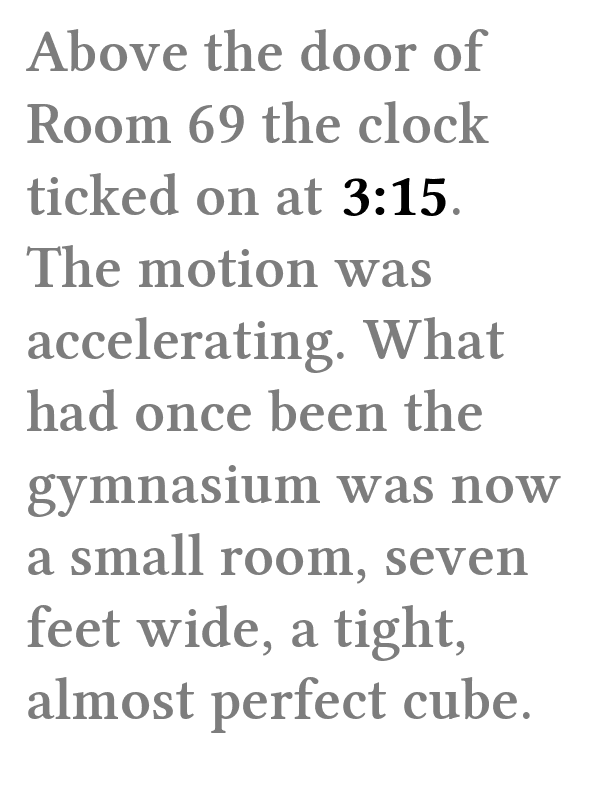 Above the door of
Room 69 the clock
ticked on at 3:15.
The motion was
accelerating. What
had once been the
gymnasium was now
a small room, seven
feet wide, a tight,
almost perfect cube.